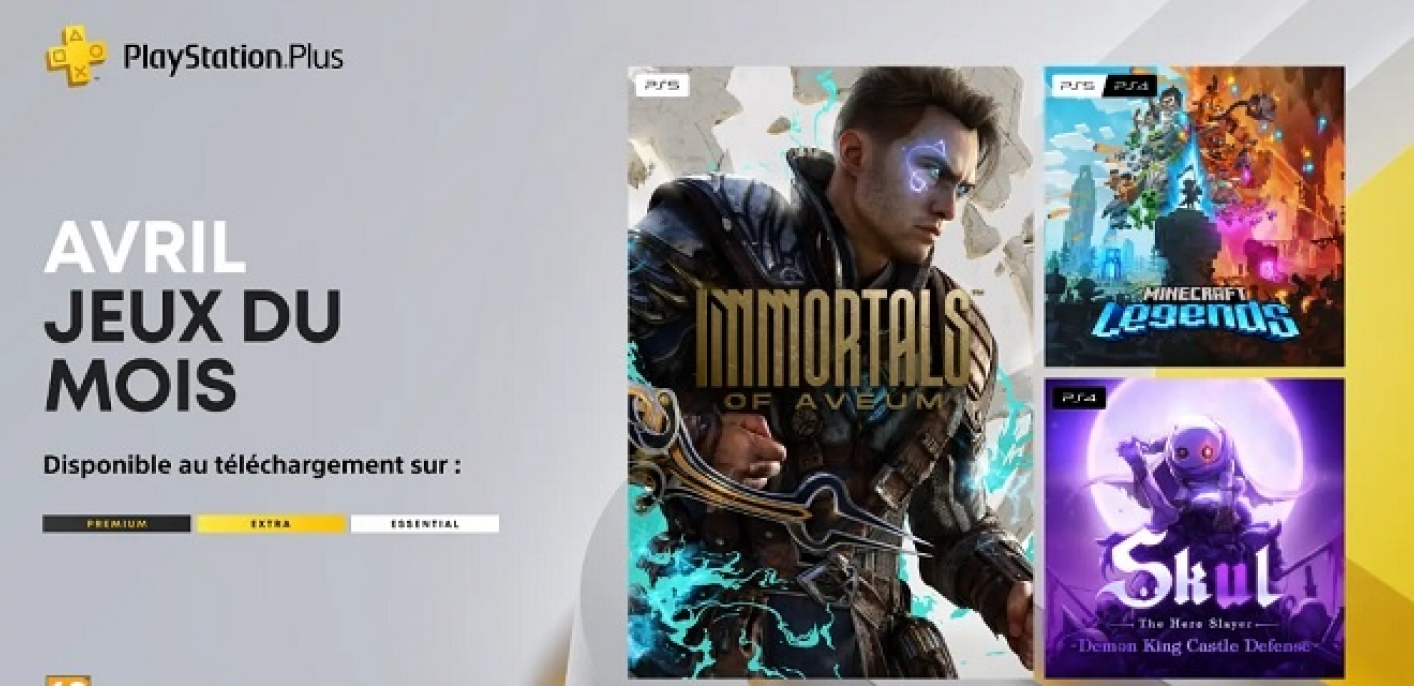 PlayStation.Plus
AVRIL
JEUX DU
MOIS
Disponible au téléchargement sur :
PREMIUM
EXTRA
ESSENTIAL
PS5
IMMORTALS™
OF AVEUM
PS5
PS4
MINECRAFT
Legends
PS4
Skul
The Hero Slayer
-Demon King Castle Defense-